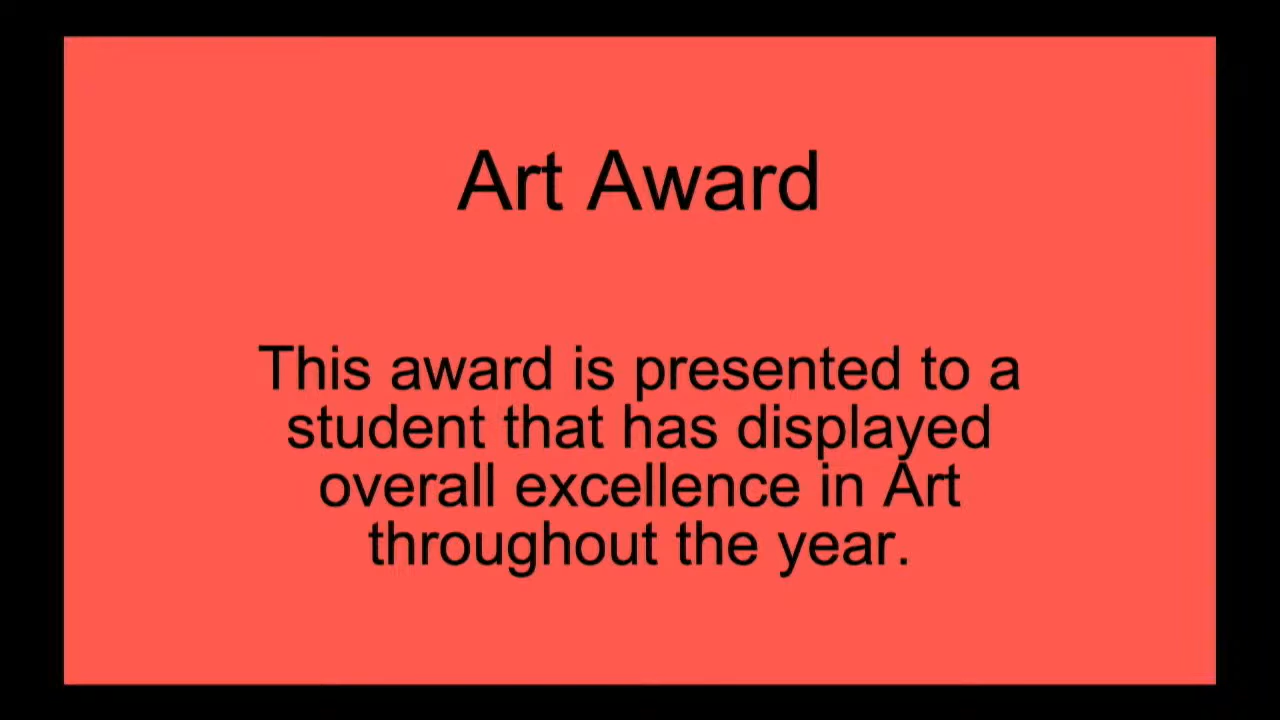 Art Award
This award is presented to a
student that has displayed
overall excellence in Art
throughout the year.